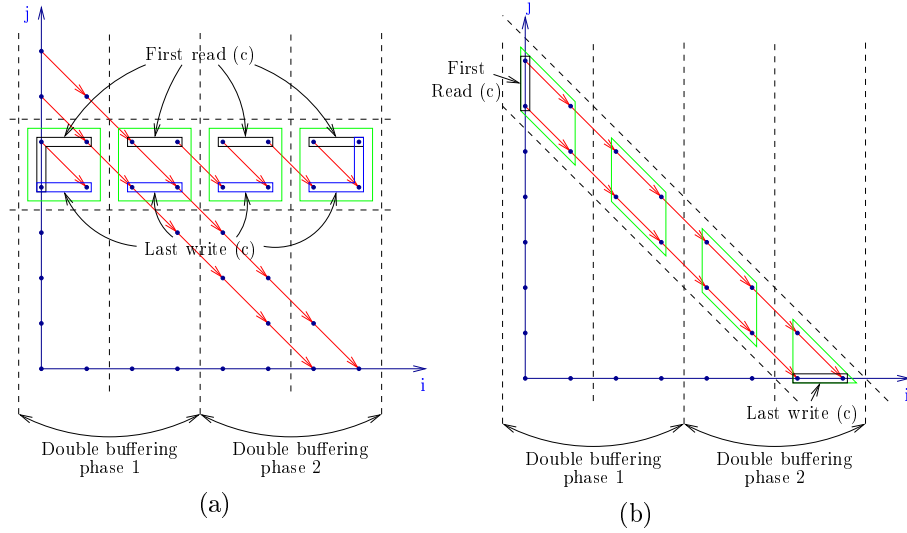 j
First read (c)
Last write (c)
i
Double buffering
phase 1
Double buffering
phase 2
(a)
j
First
Read (c)
Last write (c)
i
Double buffering
phase 1
Double buffering
phase 2
(b)